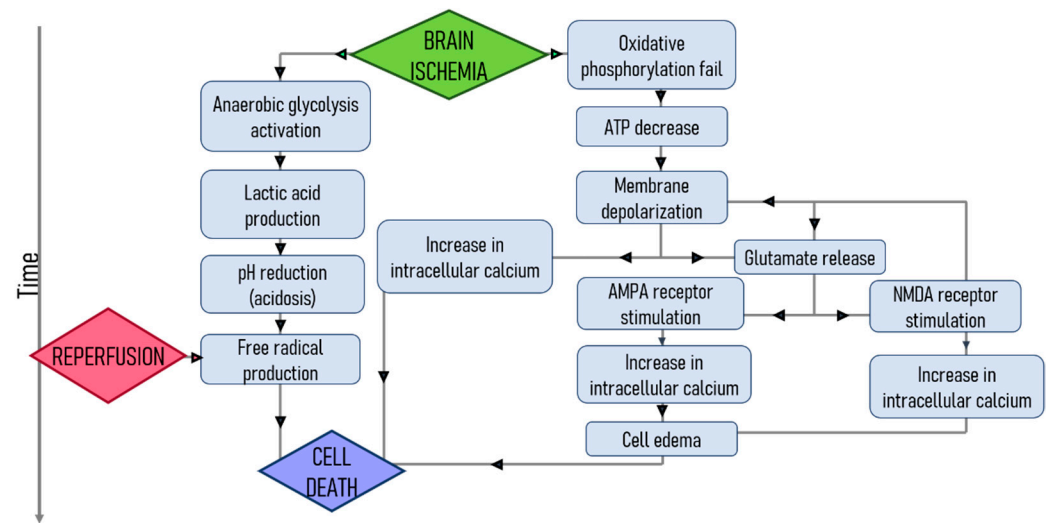 BRAIN
ISCHEMIA
Oxidative
phosphorylation fail
Anaerobic glycolysis
activation
ATP decrease
Lactic acid
production
Membrane
depolarization
Increase in
intracellular calcium
Glutamate release
pH reduction
(acidosis)
AMPA receptor
stimulation
NMDA receptor
stimulation
Time
REPERFUSION
Free radical
production
Increase in
intracellular calcium
Increase in
intracellular calcium
Cell edema
CELL
DEATH